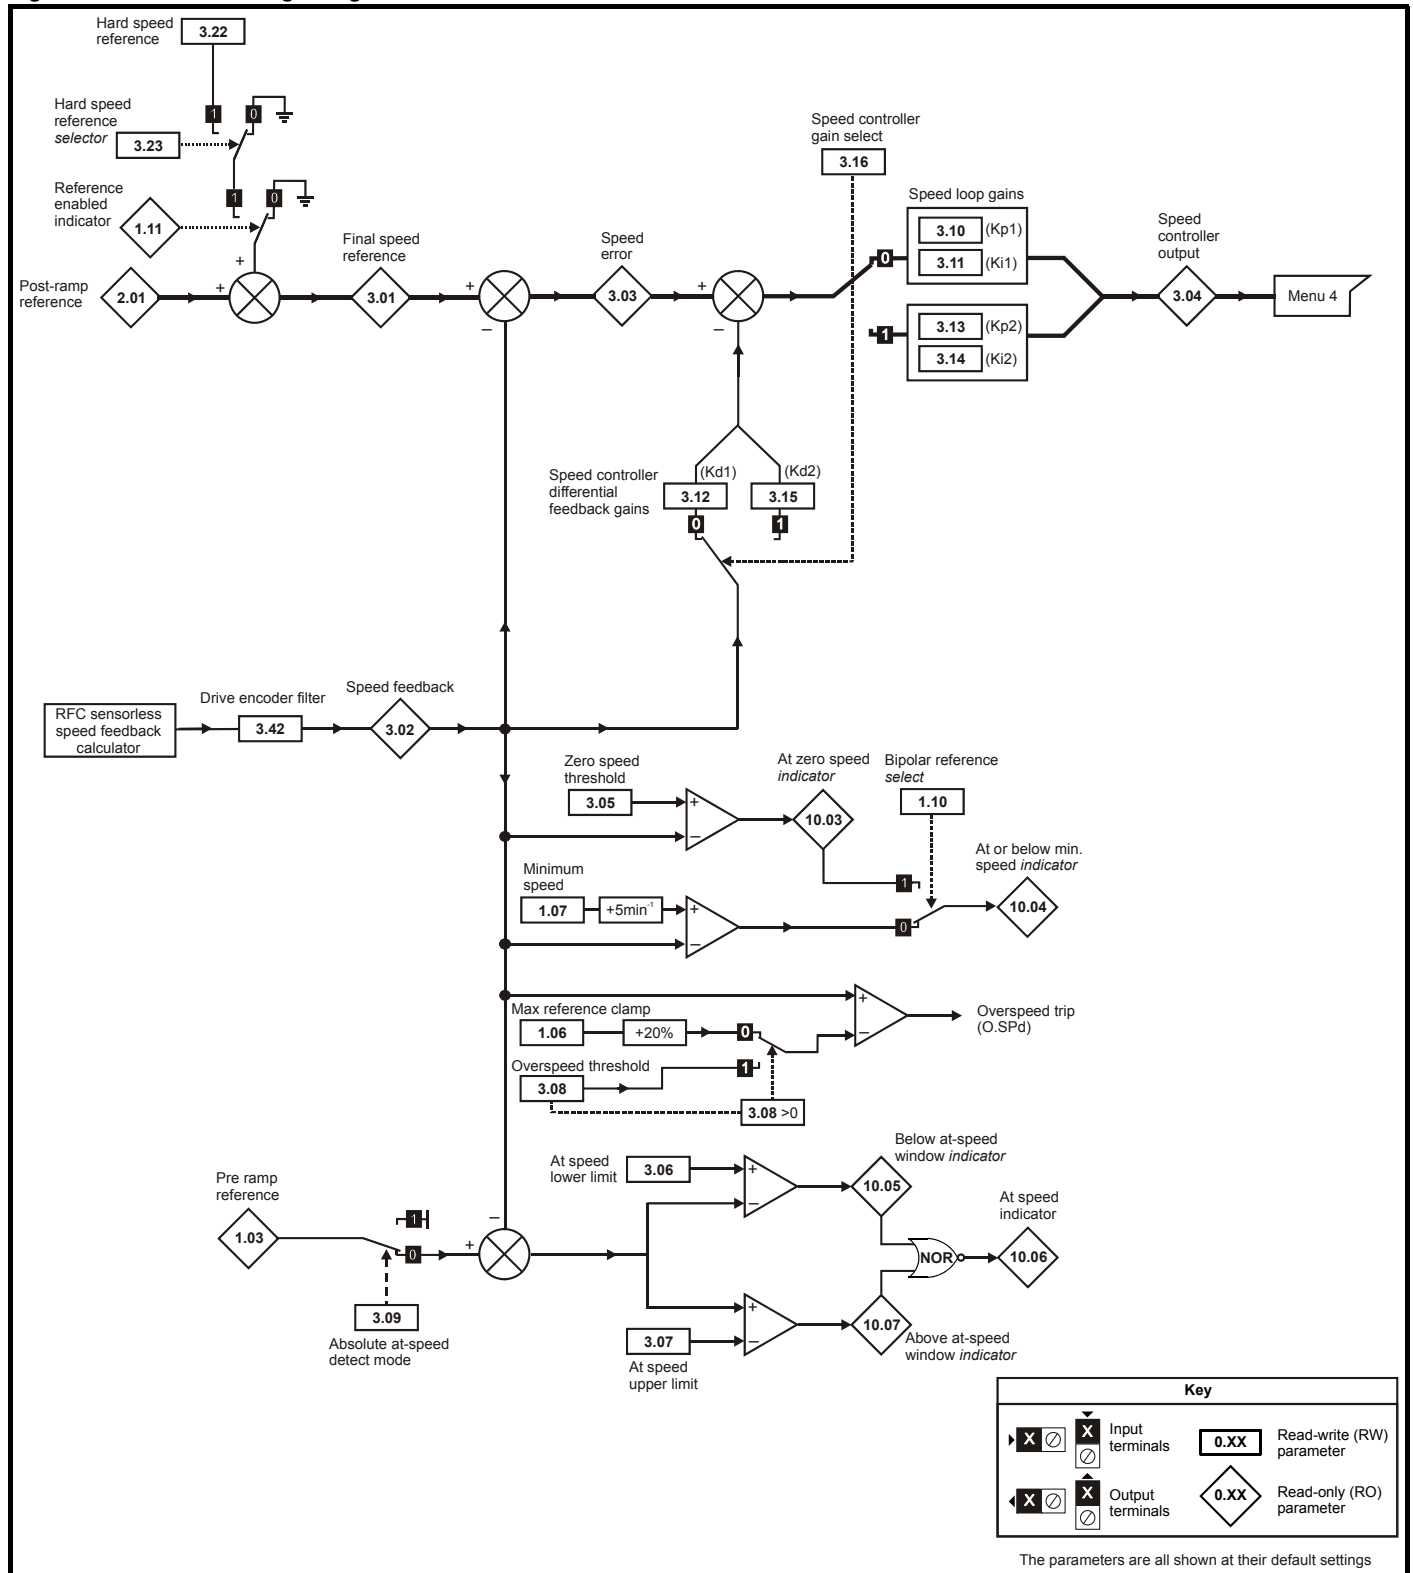 Hard speed
reference
3.22
1
0
Hard speed
reference
selector
3.23
Reference
enabled
indicator
1.11
1
0
+
Post-ramp
reference
2.01
+
Final speed
reference
3.01
+
–
Speed
error
3.03
+
–
Speed controller
gain select
3.16
Speed loop gains
0
3.10 (Kp1)
3.11 (Ki1)
1
3.13 (Kp2)
3.14 (Ki2)
Speed
controller
output
3.04
Menu 4
Speed controller
differential
feedback gains
(Kd1)
3.12
0
(Kd2)
3.15
1
RFC sensorless
speed feedback
calculator
Drive encoder filter
3.42
Speed feedback
3.02
Zero speed
threshold
3.05
+
–
At zero speed
indicator
10.03
Bipolar reference
select
1.10
1
Minimum
speed
1.07
+5min-1
+
–
0
At or below min.
speed indicator
10.04
Max reference clamp
1.06
+20%
0
Overspeed threshold
3.08
1
3.08 >0
+
–
Overspeed trip
(O.SPd)
Pre ramp
reference
1.03
1
0
3.09
Absolute at-speed
detect mode
+
–
At speed
lower limit
3.06
+
–
Below at-speed
window indicator
10.05
3.07
At speed
upper limit
+
–
10.07
Above at-speed
window indicator
NOR
At speed
indicator
10.06
Key
X
X
Input
terminals
0.XX
Read-write (RW)
parameter
X
X
Output
terminals
0.XX
Read-only (RO)
parameter
The parameters are all shown at their default settings